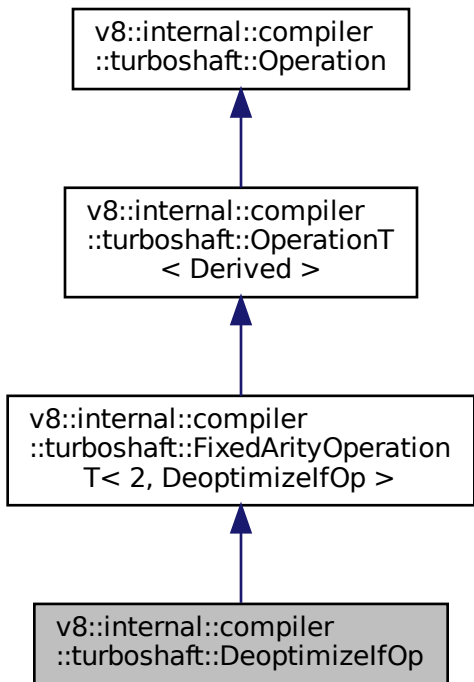 v8::internal::compiler
::turboshaft::Operation
v8::internal::compiler
::turboshaft::OperationT
< Derived >
v8::internal::compiler
::turboshaft::FixedArityOperation
T< 2, DeoptimizeIfOp >
v8::internal::compiler
::turboshaft::DeoptimizeIfOp